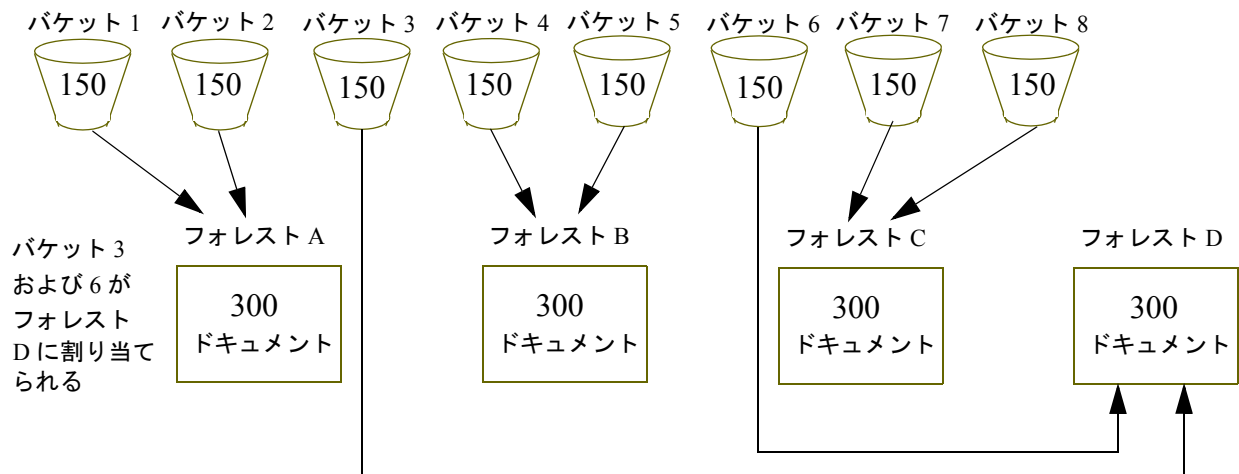 バケット 1 バケット 2 バケット 3 バケット 4 バケット 5 バケット 6 バケット 7 バケット 8
150 150 150 150 150 150 150 150
バケット 3
および 6 が
フォレスト
D に割り当て
られる
フォレスト A
300
ドキュメント
フォレスト B
300
ドキュメント
フォレスト C
300
ドキュメント
フォレスト D
300
ドキュメント